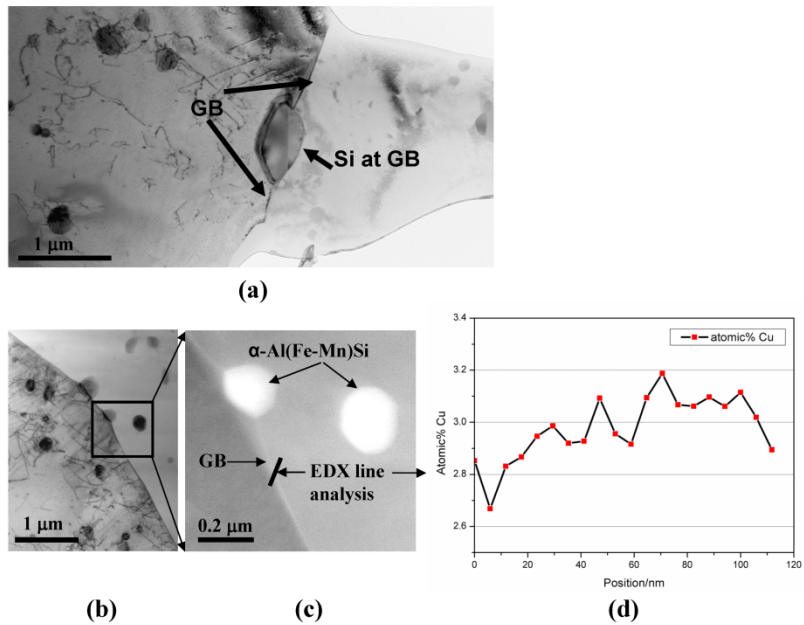 GB
Si at GB
1 μm
(a)
α-Al(Fe-Mn)Si
GB
EDX line
analysis
1 μm
0.2 μm
(b)
(c)
atomic% Cu
Atomic% Cu
3.4
3.2
3.0
2.8
2.6
0
20
40
60
80
100
120
Position/nm
(d)